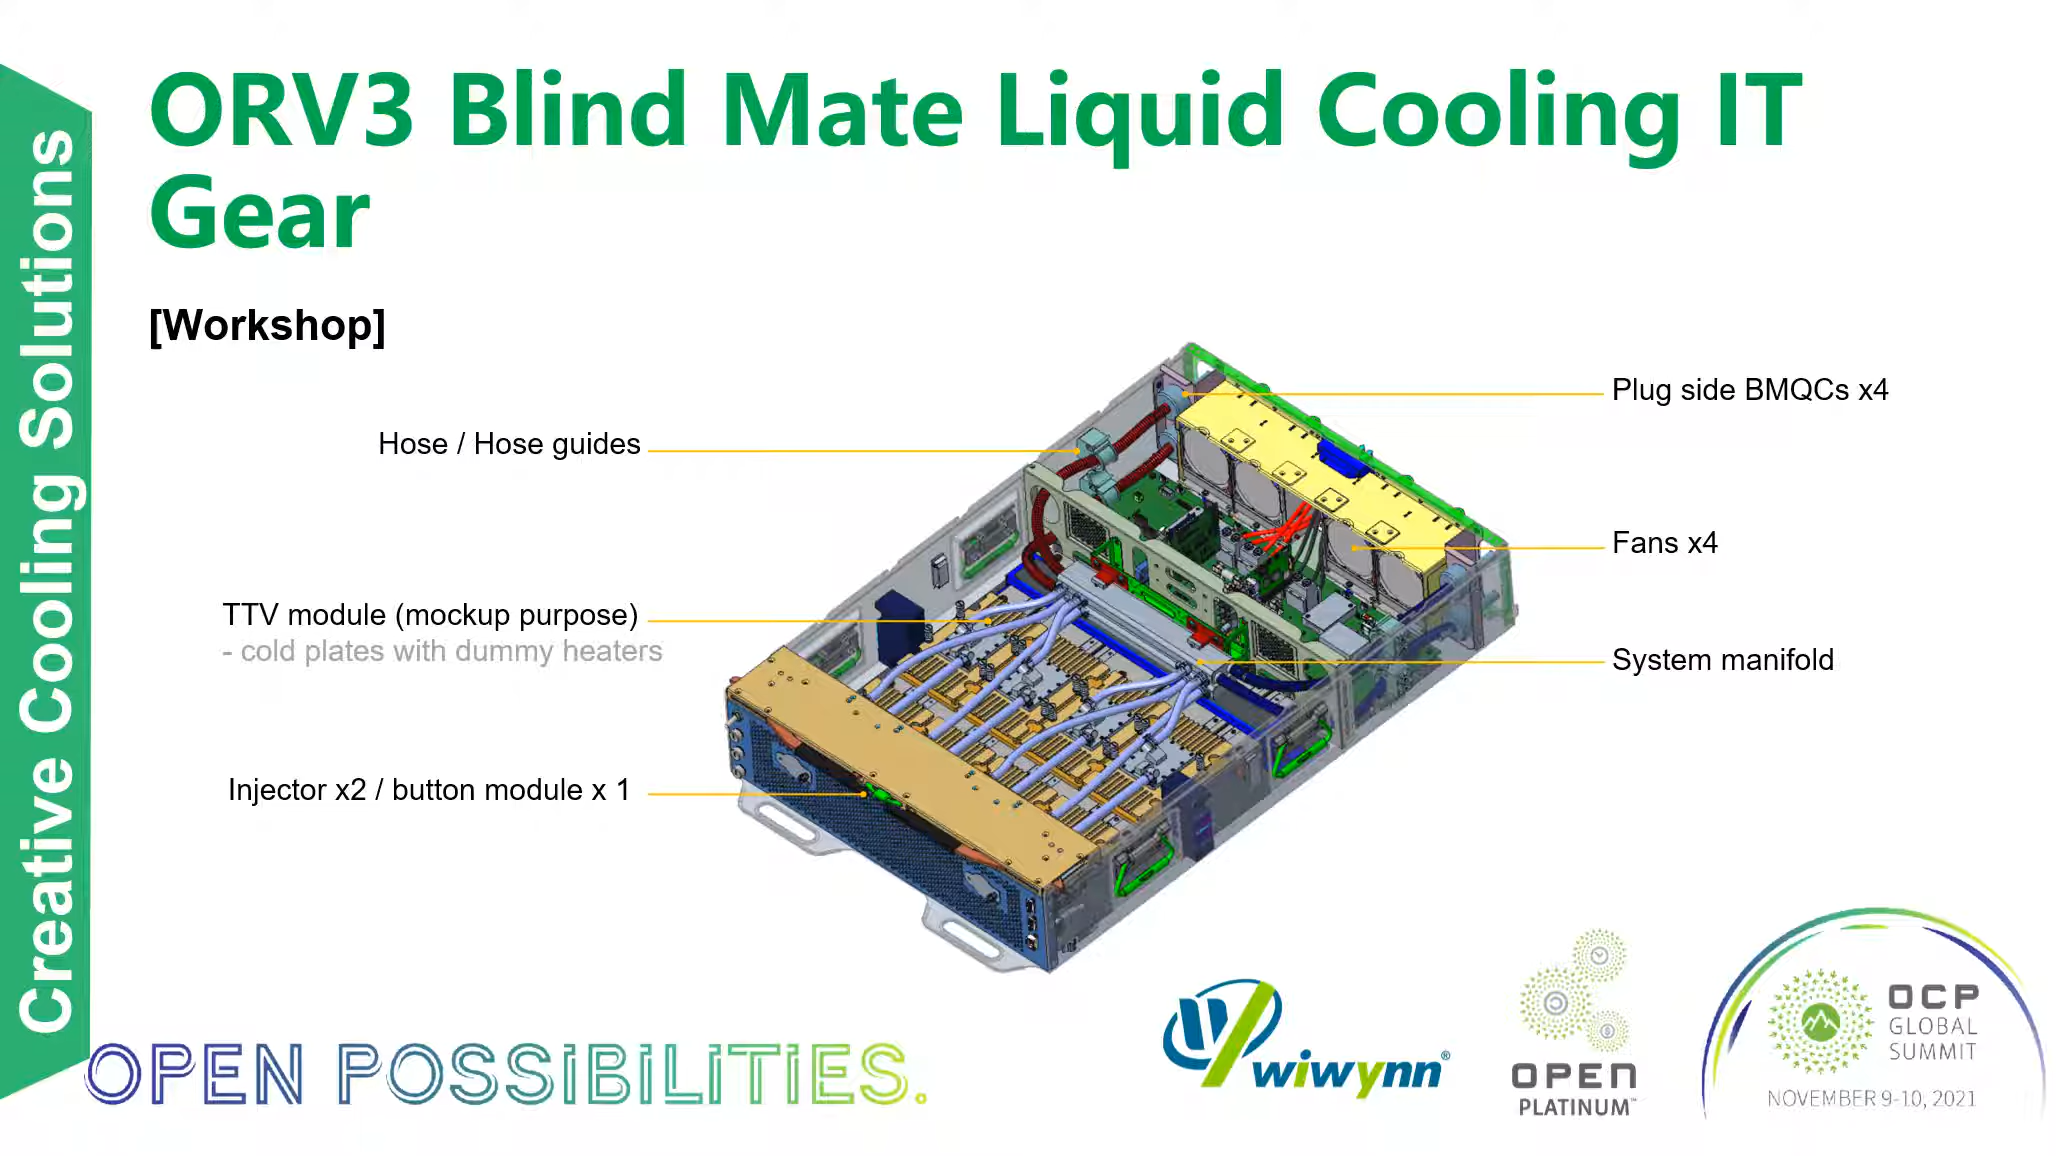 Creative Cooling Solutions
ORV3 Blind Mate Liquid Cooling IT
Gear
[Workshop]
Plug side BMQCs x4
Hose / Hose guides
Fans x4
TTV module (mockup purpose)
- cold plates with dummy heaters
System manifold
Injector x2 / button module x 1
OPEN POSSIBILITIES.
wiwynn®
OPEN
PLATINUM™
OCP
GLOBAL
SUMMIT
NOVEMBER 9-10, 2021